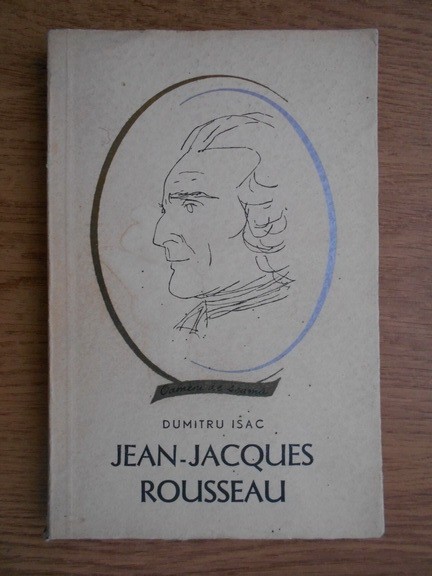 Oameni de seamă
DUMITRU ISAC
JEAN-JACQUES
ROUSSEAU